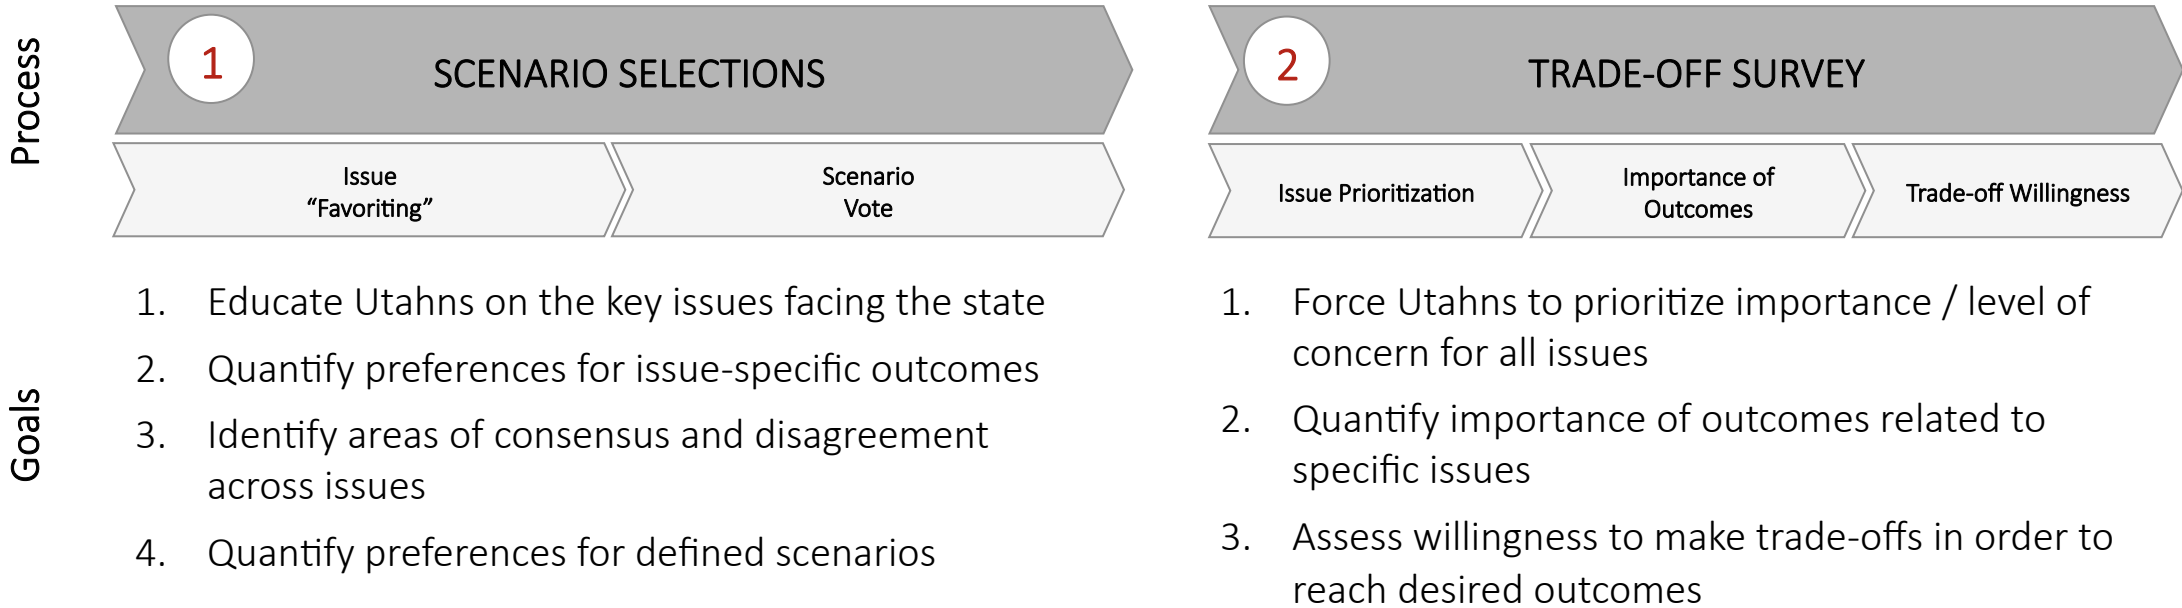 Process
1
SCENARIO SELECTIONS
Issue
“Favoriting”
Scenario
Vote
2
TRADE-OFF SURVEY
Issue Prioritization
Importance of
Outcomes
Trade-off Willingness
Goals
1. Educate Utahns on the key issues facing the state
2. Quantify preferences for issue-specific outcomes
3. Identify areas of consensus and disagreement
across issues
4. Quantify preferences for defined scenarios
1. Force Utahns to prioritize importance / level of
concern for all issues
2. Quantify importance of outcomes related to
specific issues
3. Assess willingness to make trade-offs in order to
reach desired outcomes